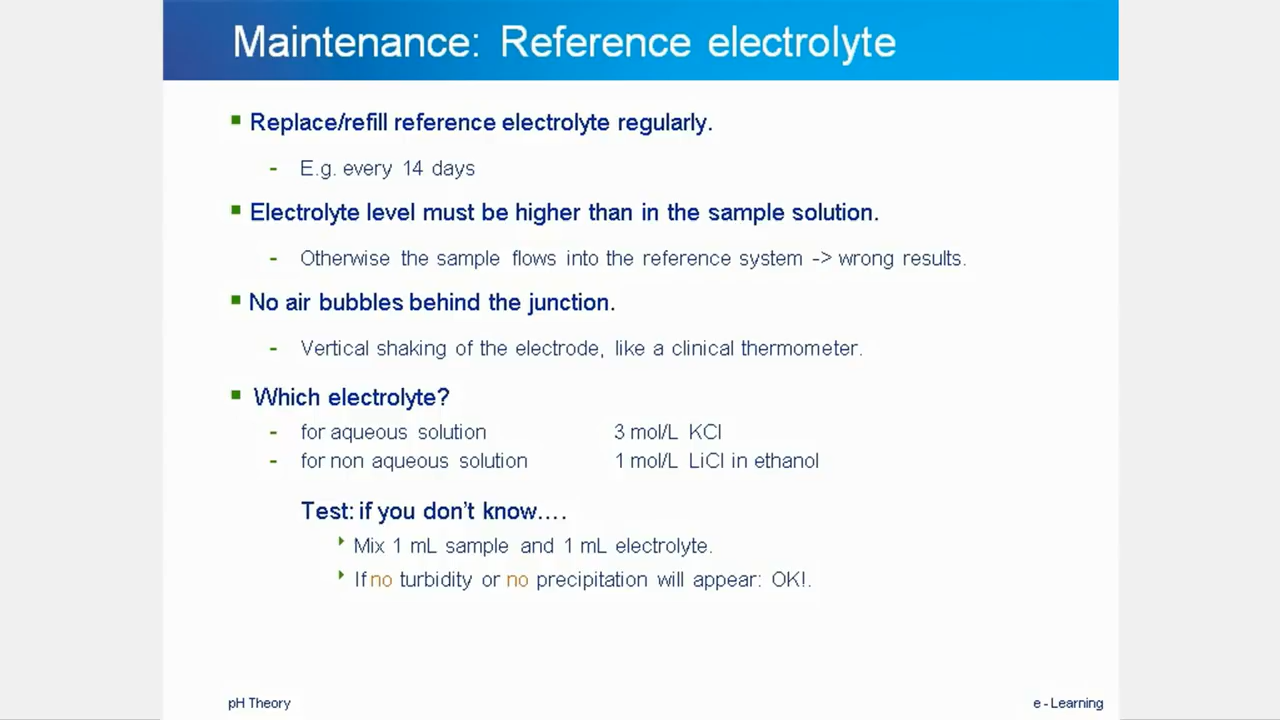 Maintenance: Reference electrolyte
Replace/refill reference electrolyte regularly.
- E.g. every 14 days
Electrolyte level must be higher than in the sample solution.
- Otherwise the sample flows into the reference system -> wrong results.
No air bubbles behind the junction.
- Vertical shaking of the electrode, like a clinical thermometer.
Which electrolyte?
- for aqueous solution 3 mol/L KCl
- for non aqueous solution 1 mol/L LiCl in ethanol
Test: if you don't know….
Mix 1 mL sample and 1 mL electrolyte.
If no turbidity or no precipitation will appear: OK!.
pH Theory e - Learning